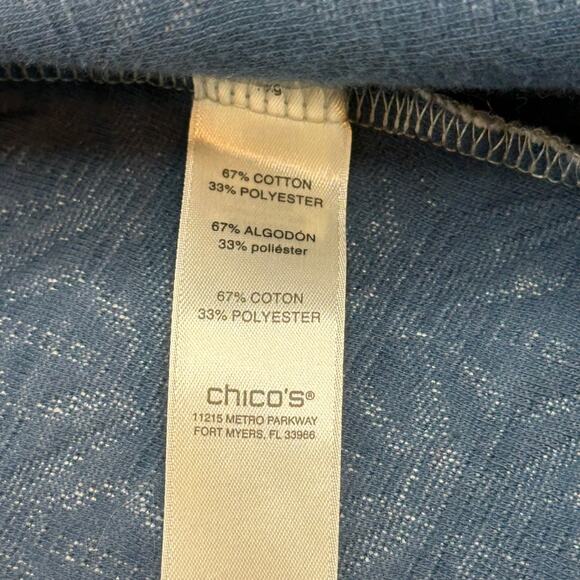 67% COTTON
33% POLYESTER
67% ALGODÓN
33% poliéster
67% COTON
33% POLYESTER
chico's®
11215 METRO PARKWAY
FORT MYERS, FL 33966